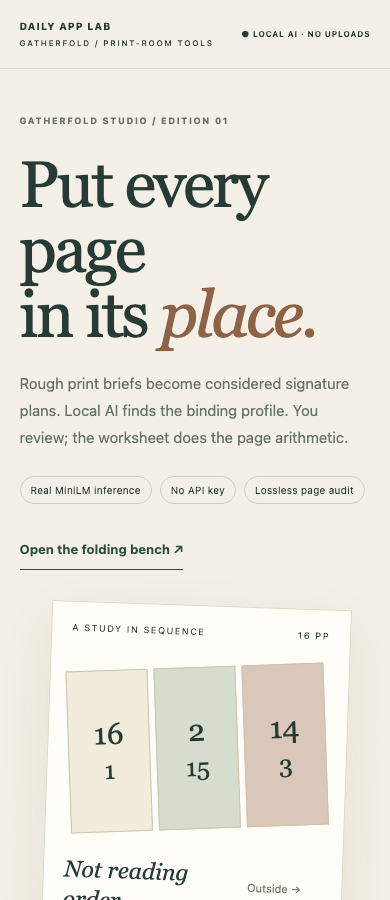 DAILY APP LAB
GATHERFOLD / PRINT-ROOM TOOLS
LOCAL AI · NO UPLOADS
GATHERFOLD STUDIO / EDITION 01
Put every
page
in its place.
Rough print briefs become considered signature
plans. Local AI finds the binding profile. You
review; the worksheet does the page arithmetic.
Real MiniLM inference
No API key
Lossless page audit
Open the folding bench ↗
A STUDY IN SEQUENCE
16 PP
16
1
2
15
14
3
Not reading
order
Outside →